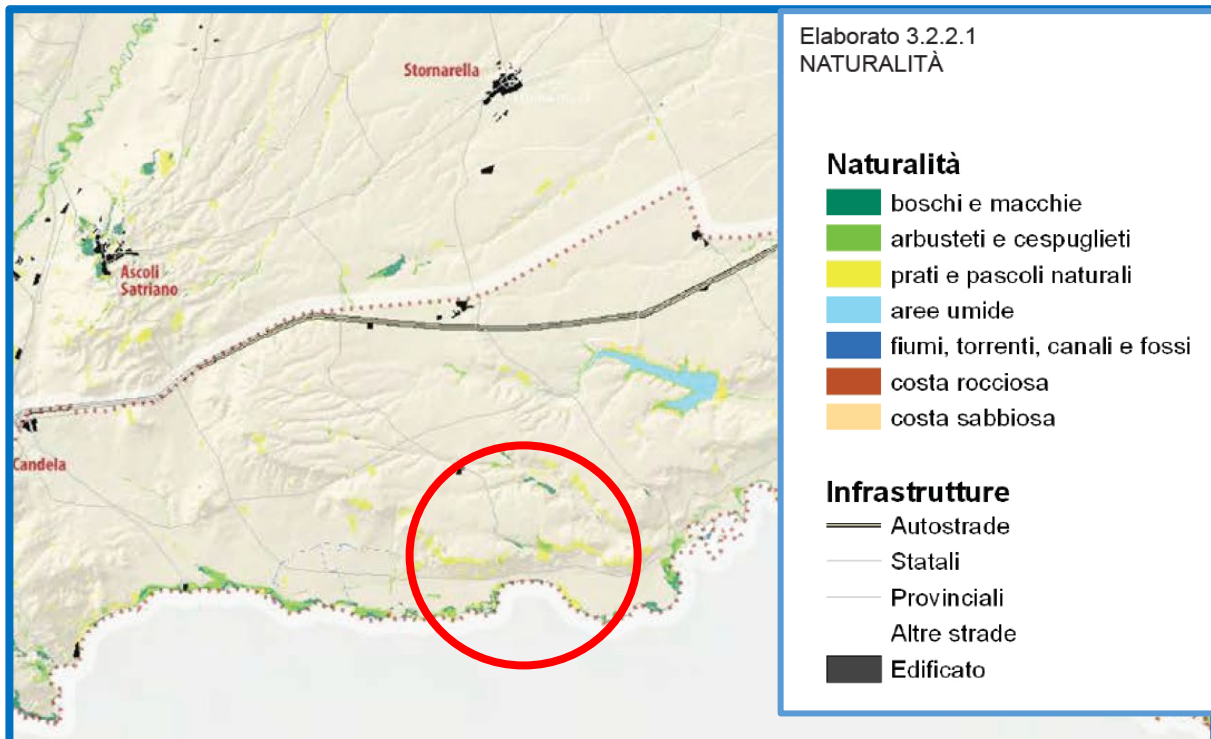 Stornarella
Ascoli
Satriano
Candela
Elaborato 3.2.2.1
NATURALITÀ
Naturalità
boschi e macchie
arbusteti e cespuglieti
prati e pascoli naturali
aree umide
fiumi, torrenti, canali e fossi
costa rocciosa
costa sabbiosa
Infrastrutture
Autostrade
Statali
Provinciali
Altre strade
Edificato